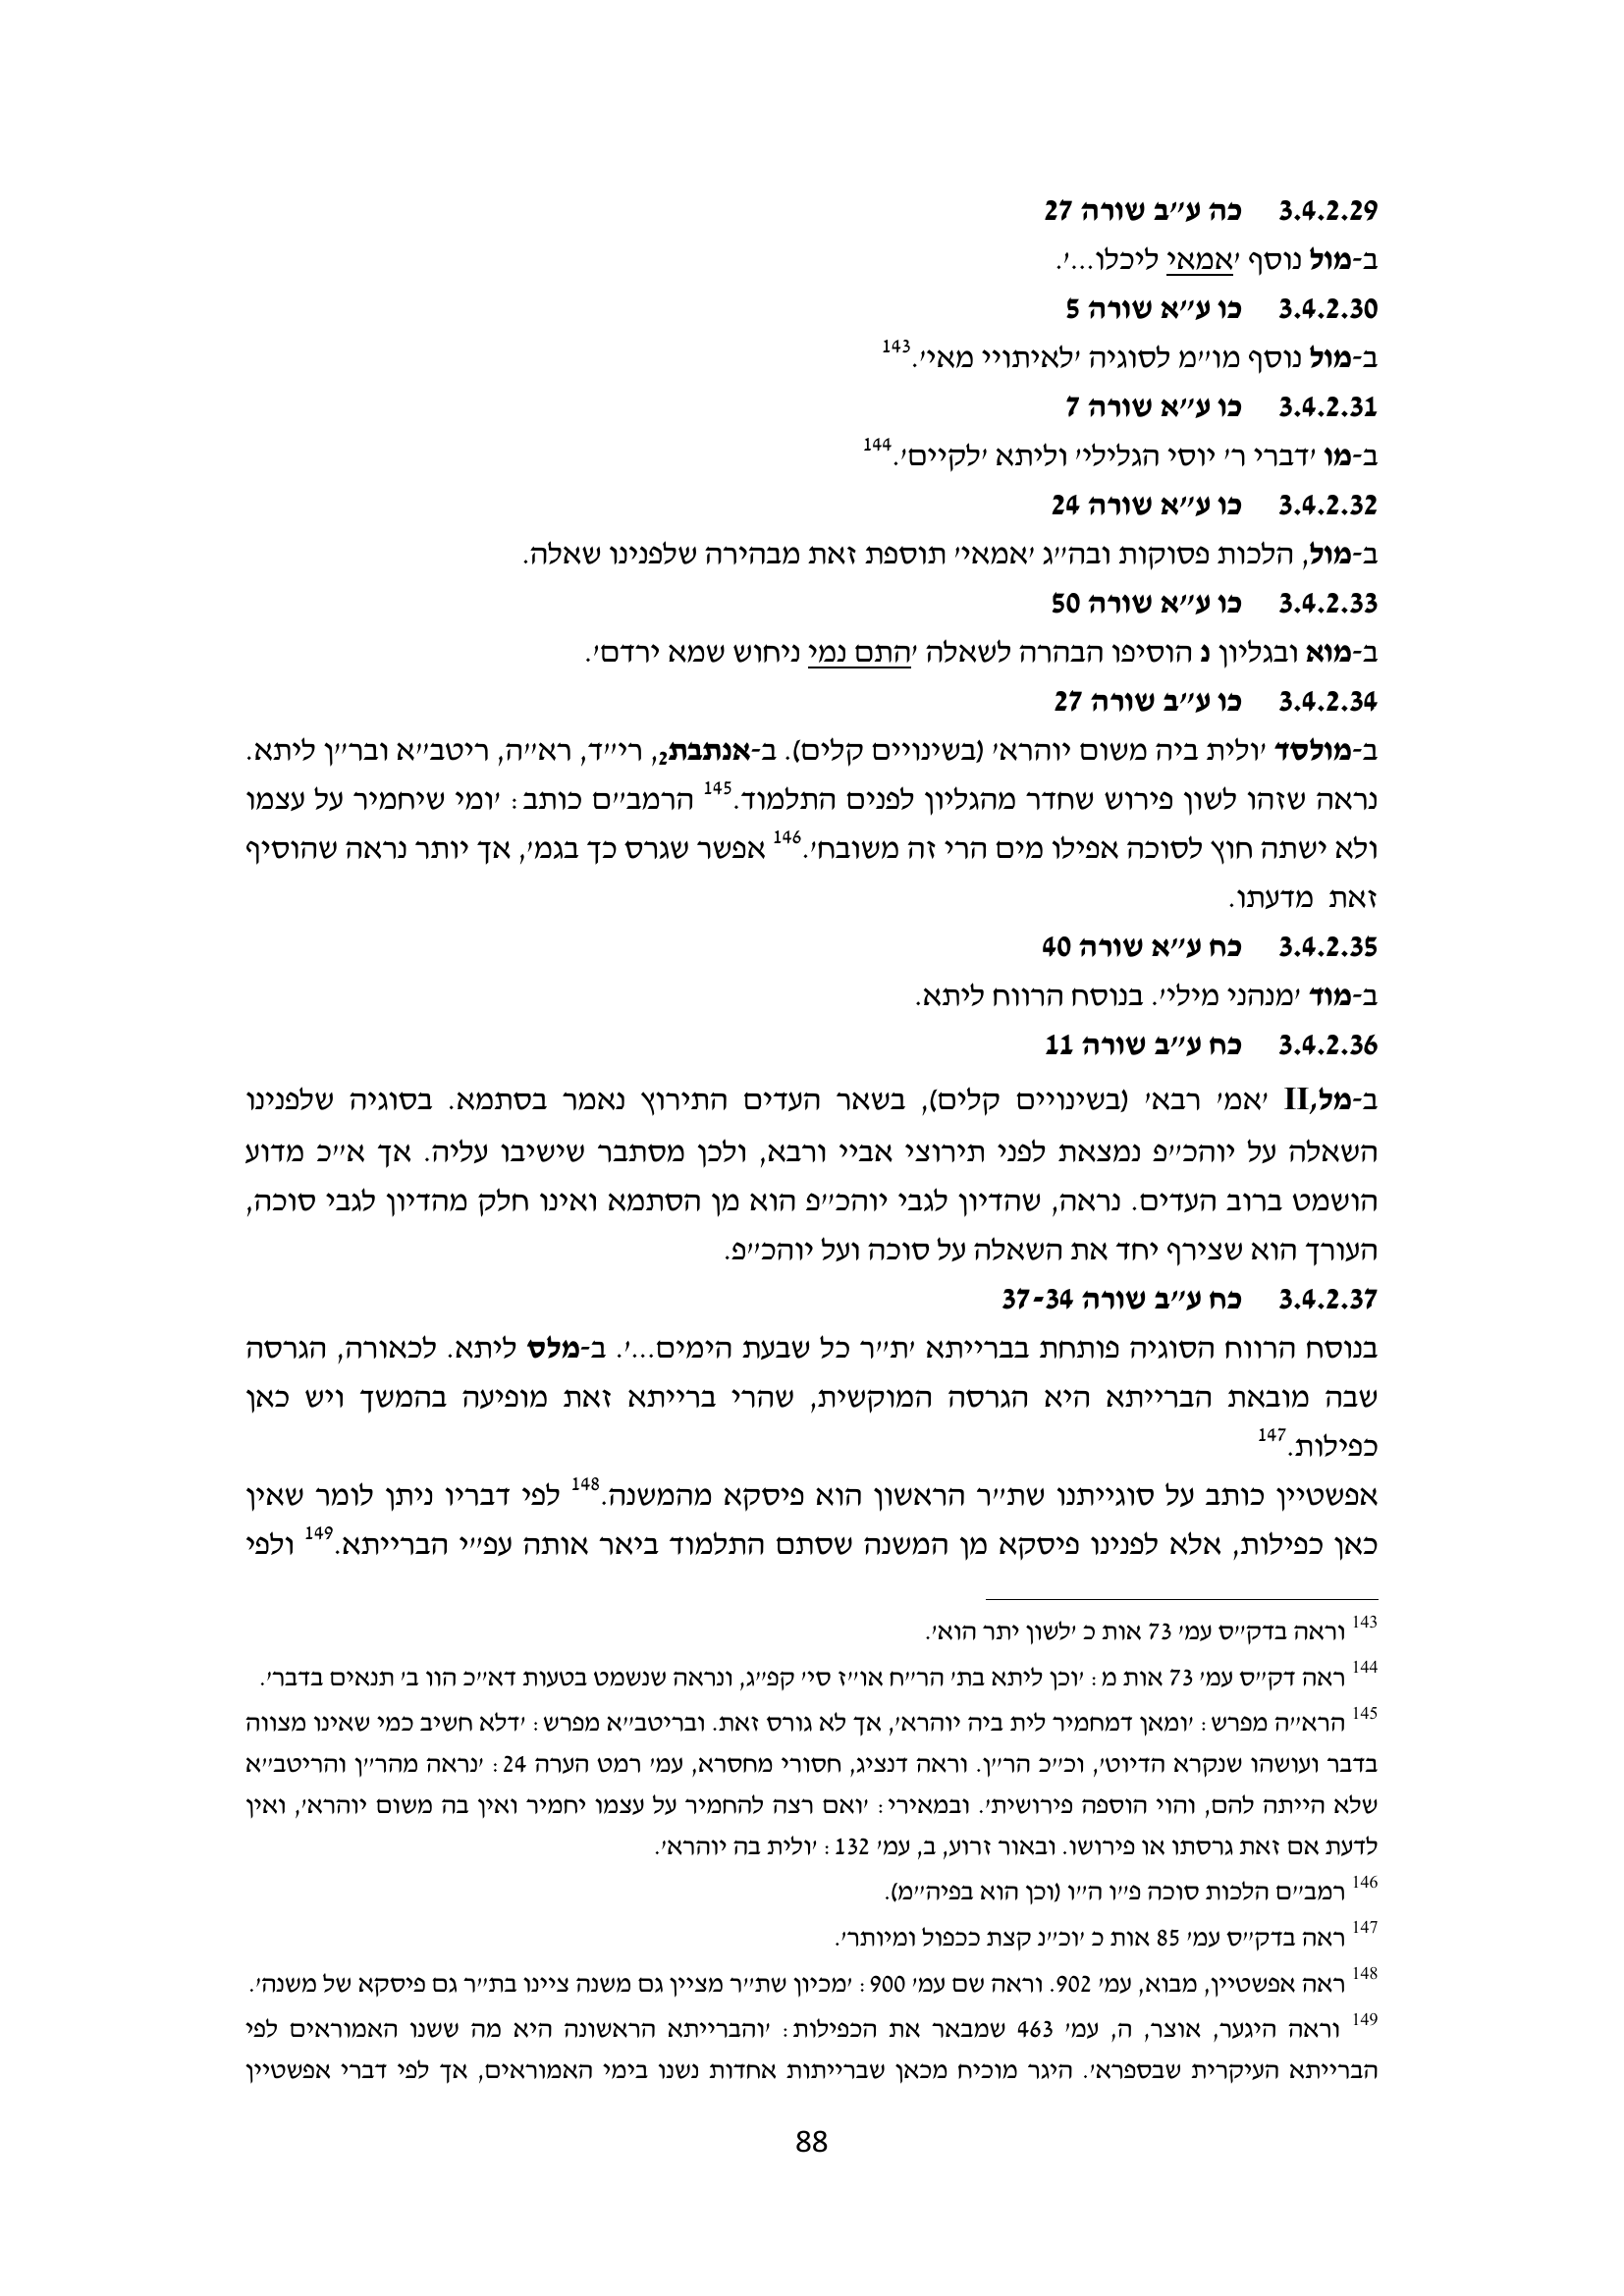 3.4.2.29 כה ע״ב שורה 27
ב-מול נוסף ׳אמאי ליכלו...׳.
3.4.2.30 כו ע״א שורה 5
ב-מול נוסף מו״מ לסוגיה ׳לאיתויי מאי׳.143
3.4.2.31 כו ע״א שורה 7
ב-מו ׳דברי ר׳ יוסי הגלילי׳ וליתא ׳לקיים׳.144
3.4.2.32 כו ע״א שורה 24
ב-מול, הלכות פסוקות ובה״ג ׳אמאי׳ תוספת זאת מבהירה שלפנינו שאלה.
3.4.2.33 כו ע״א שורה 50
ב-מוא ובגליון נ הוסיפו הבהרה לשאלה ׳התם נמי ניחוש שמא ירדם׳.
3.4.2.34 כו ע״ב שורה 27
ב-מולסד ׳ולית ביה משום יוהרא׳ (בשינויים קלים). ב-אנתבת2, רי״ד, רא״ה, ריטב״א ובר״ן ליתא.
נראה שזהו לשון פירוש שחדר מהגליון לפנים התלמוד.145 הרמב״ם כותב: ׳ומי שיחמיר על עצמו
ולא ישתה חוץ לסוכה אפילו מים הרי זה משובח׳.146 אפשר שגרס כך בגמ׳, אך יותר נראה שהוסיף
זאת מדעתו.
3.4.2.35 כח ע״א שורה 40
ב-מוד ׳מנהני מילי׳. בנוסח הרווח ליתא.
3.4.2.36 כח ע״ב שורה 11
ב-מל,II ׳אמ׳ רבא׳ (בשינויים קלים), בשאר העדים התירוץ נאמר בסתמא. בסוגיה שלפנינו
השאלה על יוהכ״פ נמצאת לפני תירוצי אביי ורבא, ולכן מסתבר שישיבו עליה. אך א״כ מדוע
הושמט ברוב העדים. נראה, שהדיון לגבי יוהכ״פ הוא מן הסתמא ואינו חלק מהדיון לגבי סוכה,
העורך הוא שצירף יחד את השאלה על סוכה ועל יוהכ״פ.
3.4.2.37 כח ע״ב שורה 37-34
בנוסח הרווח הסוגיה פותחת בברייתא ׳ת״ר כל שבעת הימים...׳. ב-מלס ליתא. לכאורה, הגרסה
שבה מובאת הברייתא היא הגרסה המוקשית, שהרי ברייתא זאת מופיעה בהמשך ויש כאן
כפילות.147
אפשטיין כותב על סוגייתנו שת״ר הראשון הוא פיסקא מהמשנה.148 לפי דבריו ניתן לומר שאין
כאן כפילות, אלא לפנינו פיסקא מן המשנה שסתם התלמוד ביאר אותה עפ״י הברייתא.149 ולפי
143 וראה בדק״ס עמ׳ 73 אות כ ׳לשון יתר הוא׳.
144 ראה דק״ס עמ׳ 73 אות מ: ׳וכן ליתא בת׳ הר״ח או״ז סי׳ קפ״ג, ונראה שנשמט בטעות דא״כ הוו ב׳ תנאים בדבר׳.
145 הרא״ה מפרש: ׳ומאן דמחמיר לית ביה יוהרא׳, אך לא גורס זאת. ובריטב״א מפרש: ׳דלא חשיב כמי שאינו מצווה
בדבר ועושהו שנקרא הדיוט׳, וכ״כ הר״ן. וראה דנציג, חסורי מחסרא, עמ׳ רמט הערה 24: ׳נראה מהר״ן והריטב״א
שלא הייתה להם, והוי הוספה פירושית׳. ובמאירי: ׳ואם רצה להחמיר על עצמו יחמיר ואין בה משום יוהרא׳, ואין
לדעת אם זאת גרסתו או פירושו. ובאור זרוע, ב, עמ׳ 132: ׳ולית בה יוהרא׳.
146 רמב״ם הלכות סוכה פ״ו ה״ו (וכן הוא בפיה״מ).
147 ראה בדק״ס עמ׳ 85 אות כ ׳וכ״נ קצת ככפול ומיותר׳.
148 ראה אפשטיין, מבוא, עמ׳ 902. וראה שם עמ׳ 900: ׳מכיון שת״ר מציין גם משנה ציינו בת״ר גם פיסקא של משנה׳.
149 וראה היגער, אוצר, ה, עמ׳ 463 שמבאר את הכפילות: ׳והברייתא הראשונה היא מה ששנו האמוראים לפי
הברייתא העיקרית שבספרא׳. היגר מוכיח מכאן שברייתות אחדות נשנו בימי האמוראים, אך לפי דברי אפשטיין
88